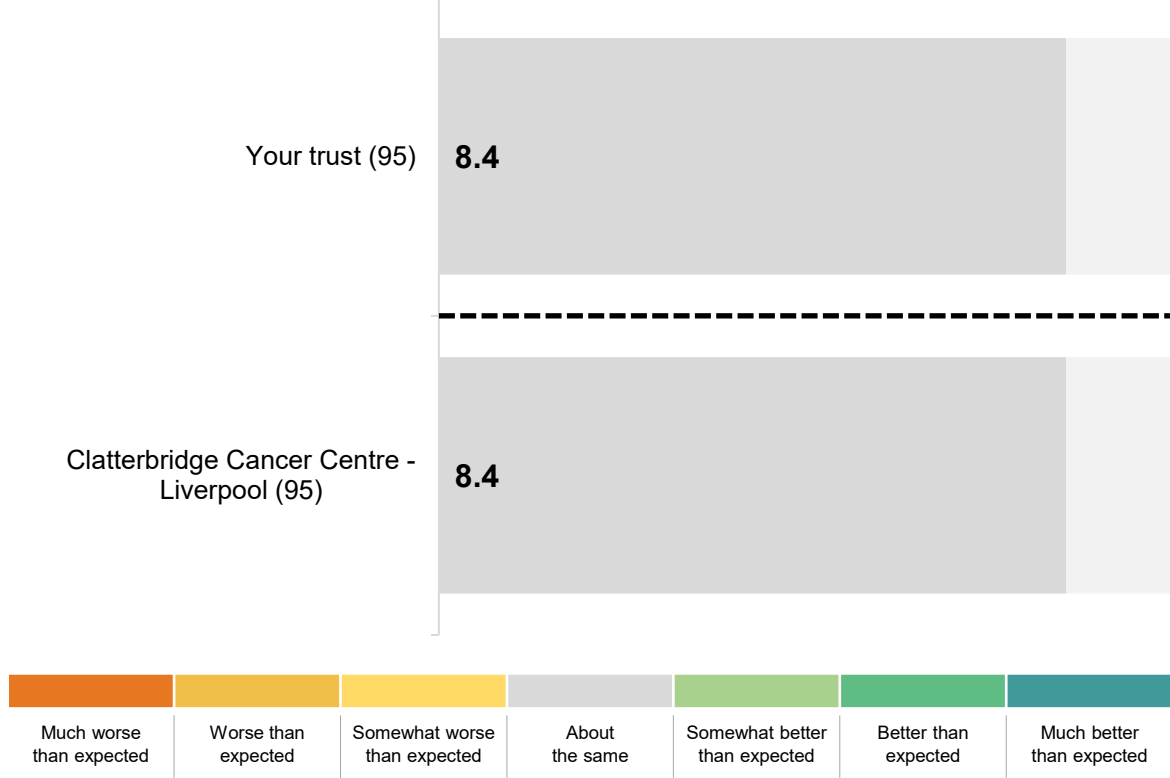 Your trust (95)
8.4
Clatterbridge Cancer Centre -
Liverpool (95)
8.4
Much worse
than expected
Worse than
expected
Somewhat worse
than expected
About
the same
Somewhat better
than expected
Better than
expected
Much better
than expected